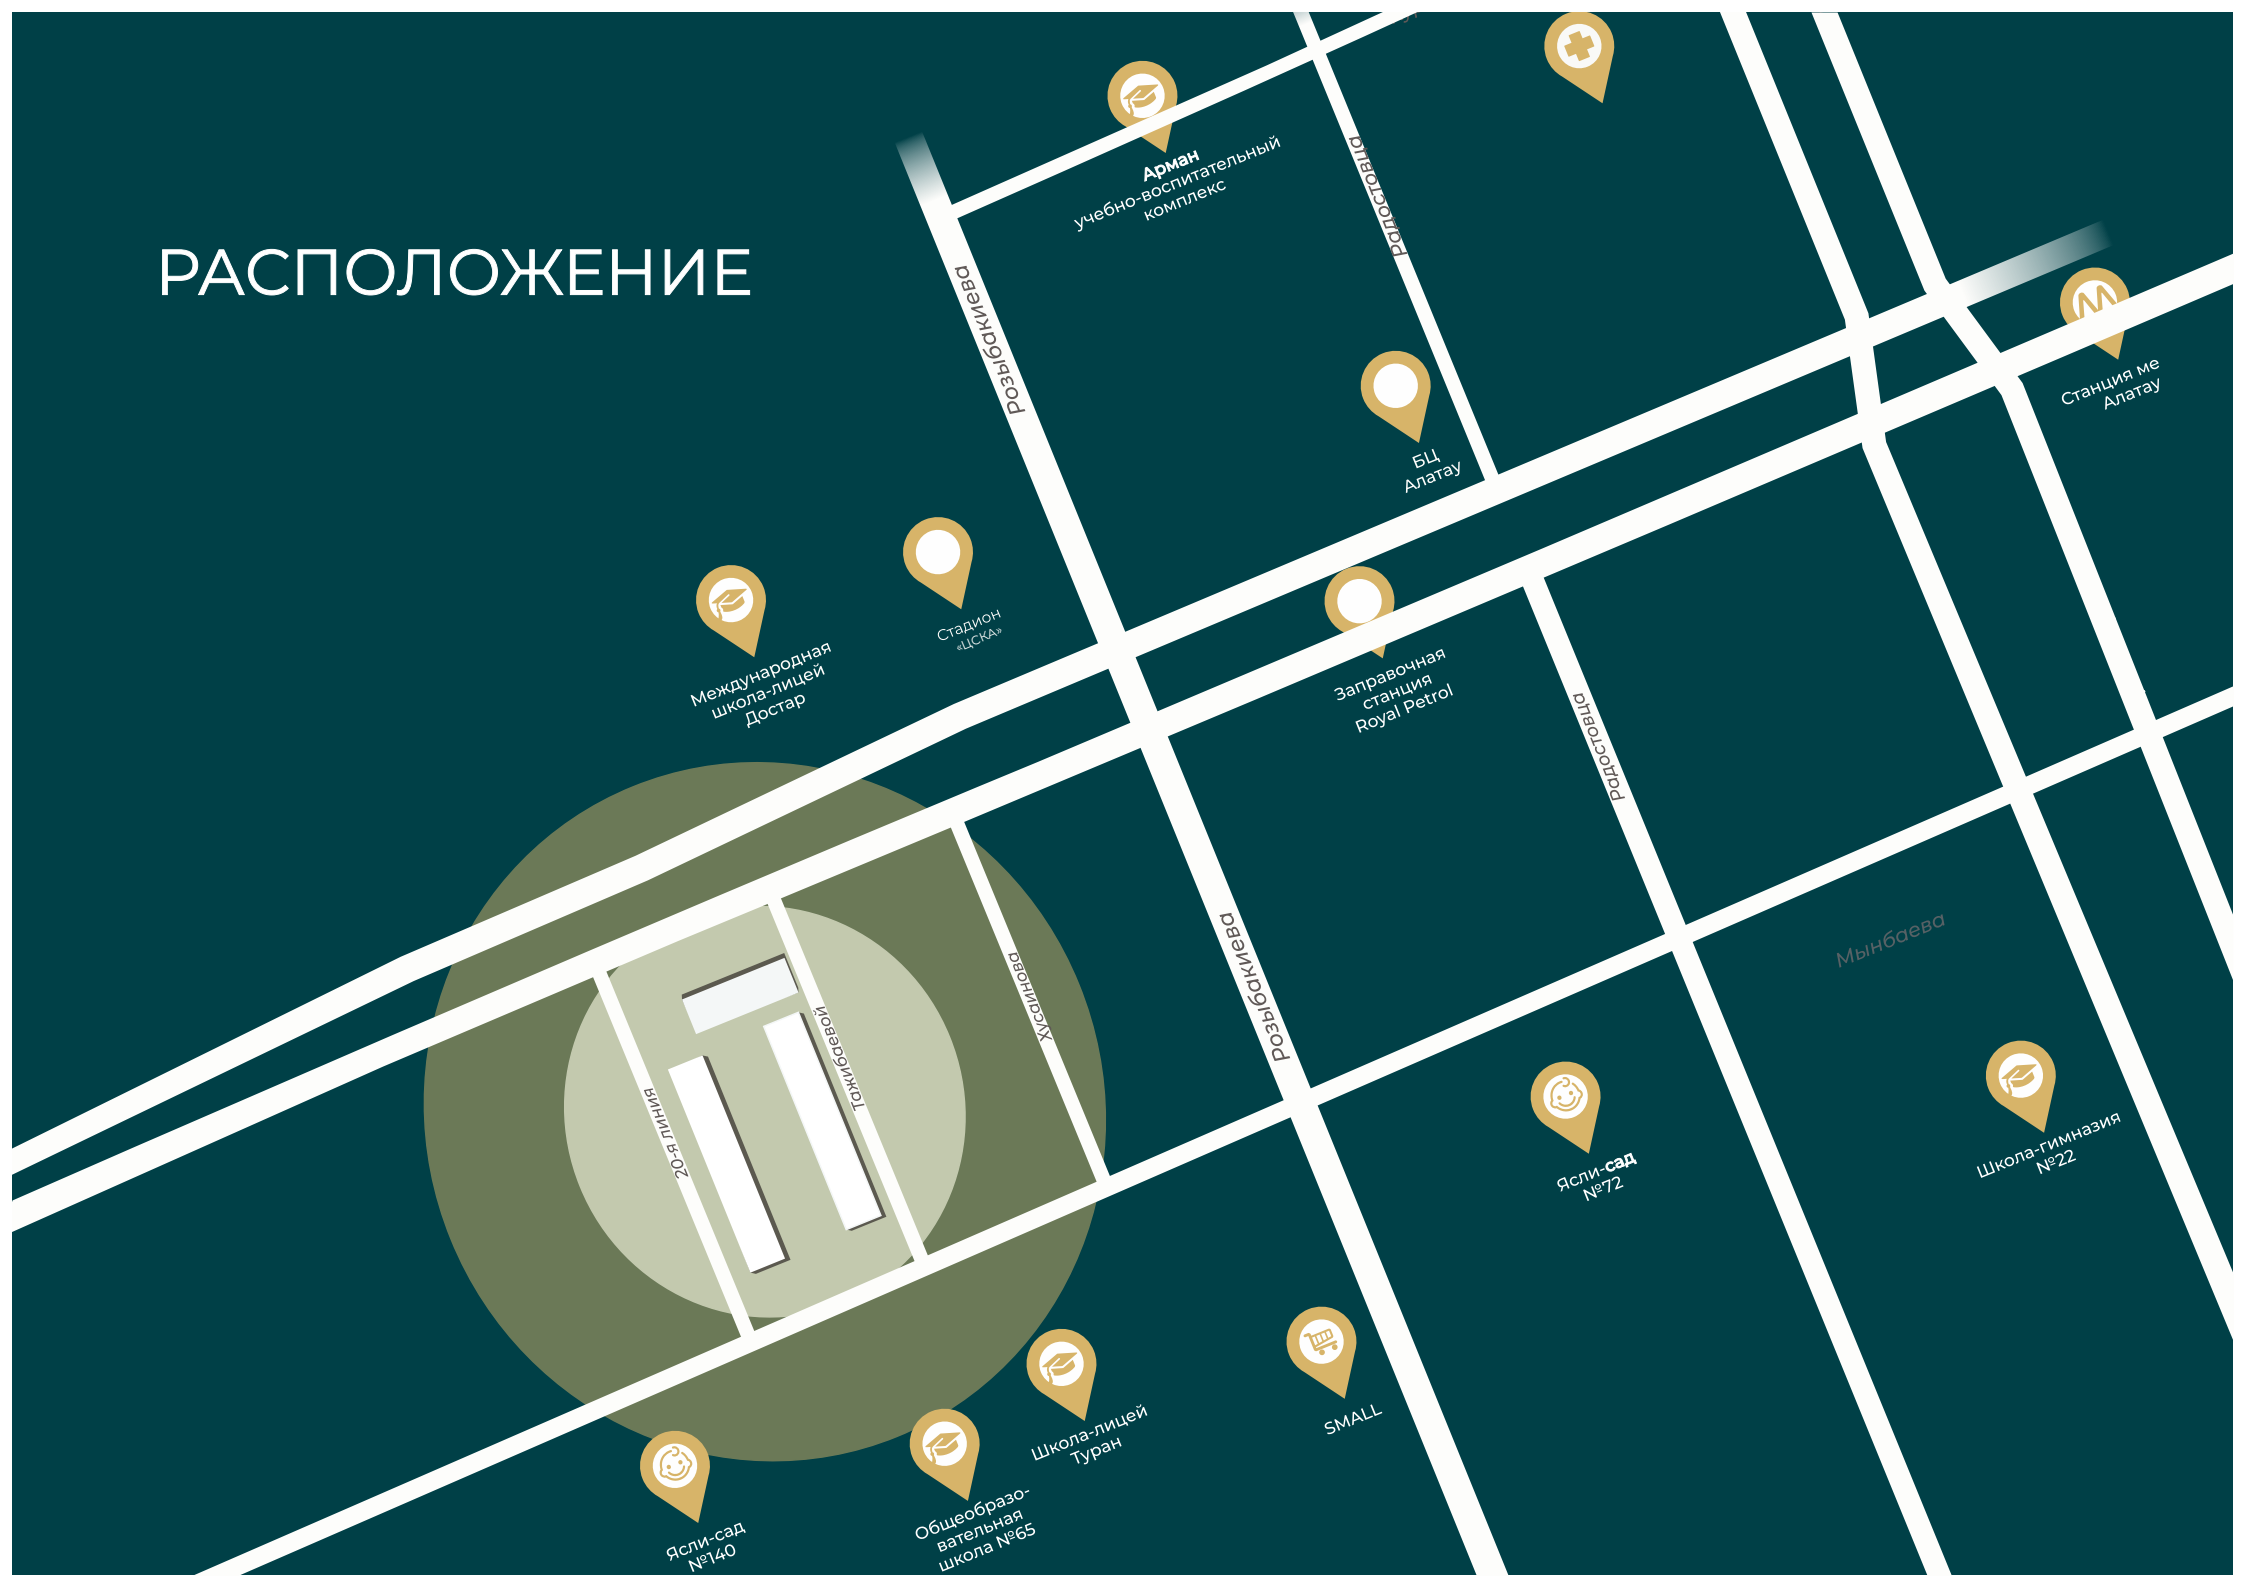 РАСПОЛОЖЕНИЕ
Арман
учебно-воспитательный
комплекс
Радостовца
Розыбакиева
Станция ме
Алатау
БЦ
Алатау
Стадион
«ЦСКА»
Международная
школа-лицей
Достар
Заправочная
станция
Royal Petrol
Радостовца
Розыбакиева
Мынбаева
Хусаинова
Тажибаевой
20-я линия
Ясли-сад
№72
Школа-гимназия
№22
SMALL
Школа-лицей
Туран
Общеобразо-
вательная
школа №65
Ясли-сад
№140